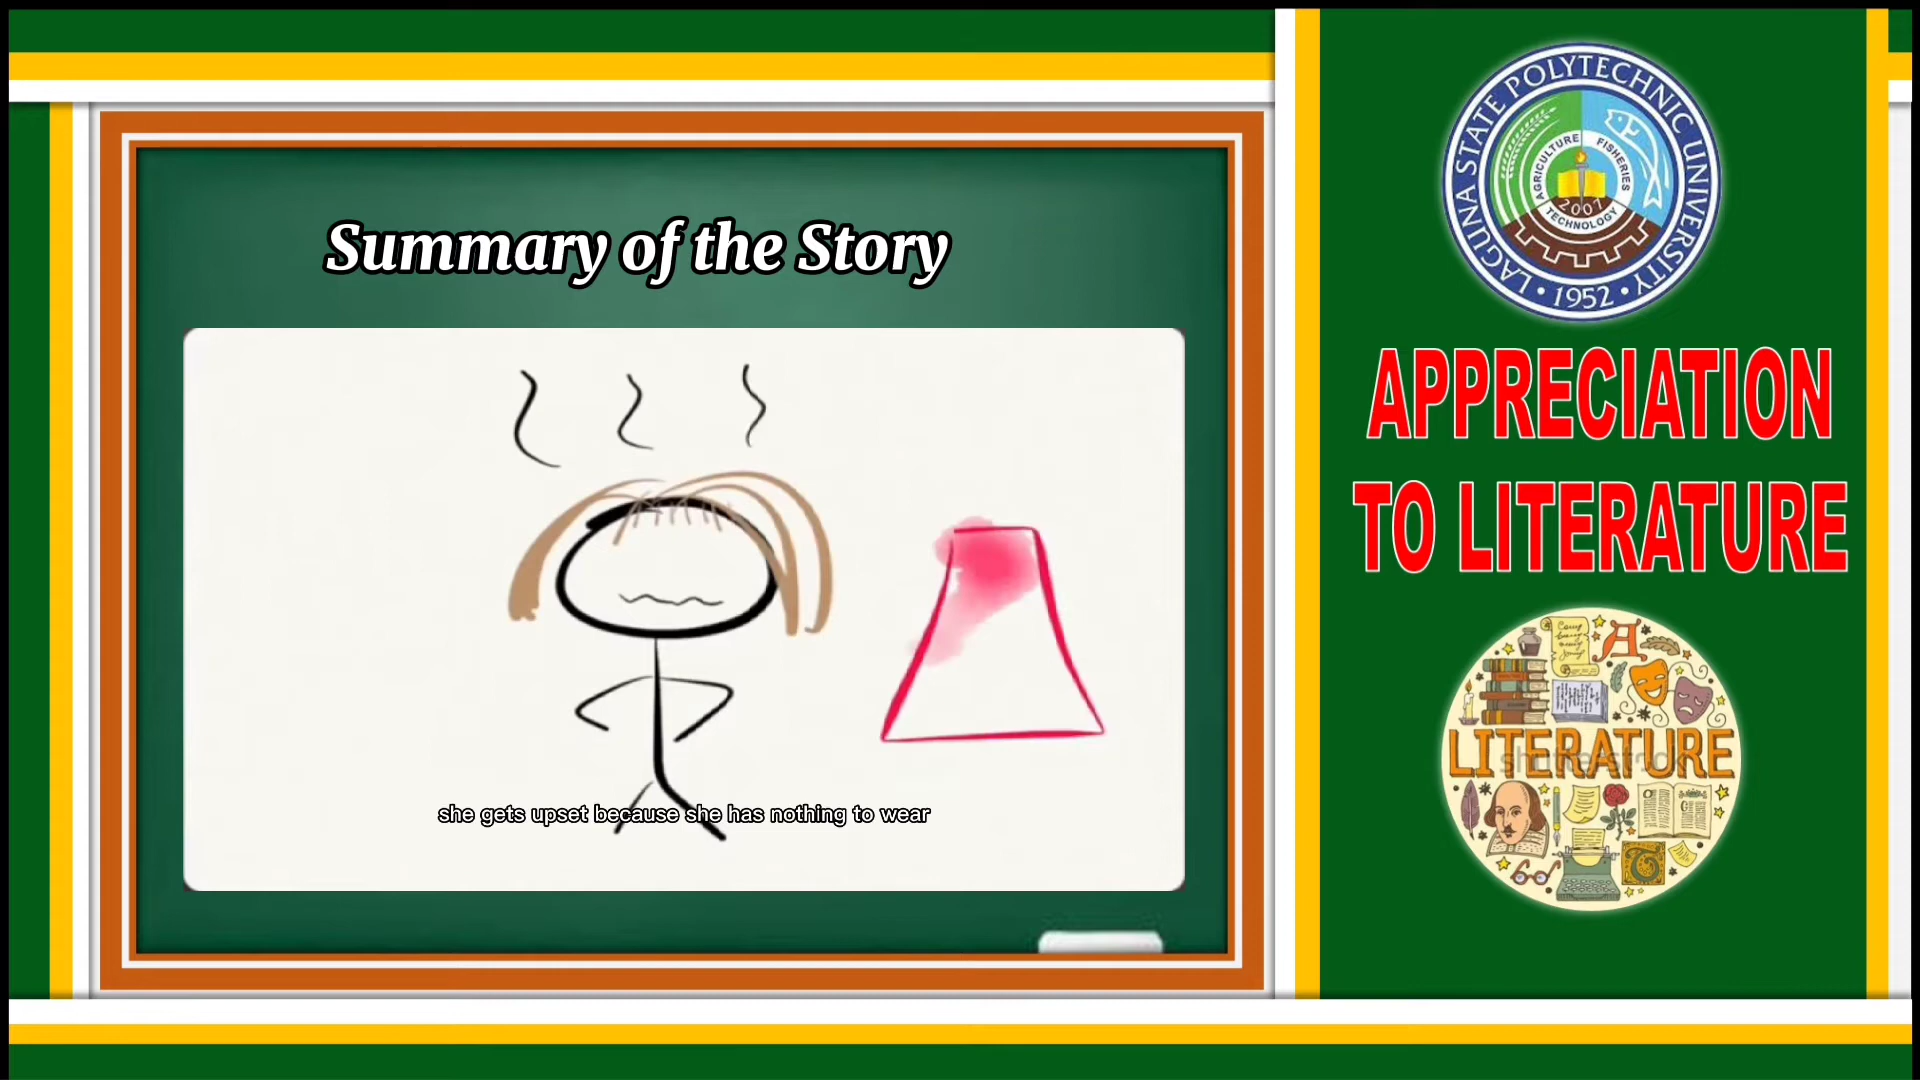 Summary of the Story
she gets upset because she has nothing to wear
LAGUNA STATE POLYTECHNIC UNIVERSITY
• 1952 •
AGRICULTURE
FISHERIES
2007
TECHNOLOGY
APPRECIATION
TO LITERATURE
A
LITERATURE
shutterstock